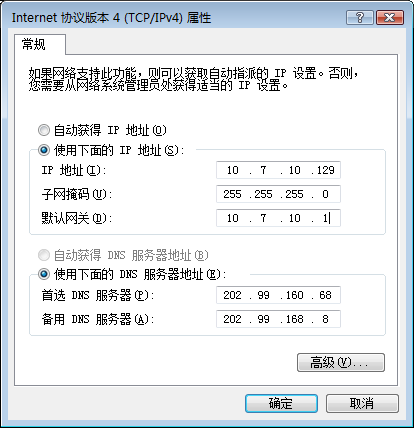 Internet 协议版本 4 (TCP/IPv4) 属性
常规
如果网络支持此功能，则可以获取自动指派的 IP 设置。否则，
您需要从网络系统管理员处获得适当的 IP 设置。
自动获得 IP 地址(O)
使用下面的 IP 地址(S):
IP 地址(I): 10 . 7 . 10 .129
子网掩码(U): 255 .255 .255 . 0
默认网关(D): 10 . 7 . 10 . 1
自动获得 DNS 服务器地址(B)
使用下面的 DNS 服务器地址(E):
首选 DNS 服务器(P): 202 . 99 .160 . 68
备用 DNS 服务器(A): 202 . 99 .168 . 8
高级(V)...
确定
取消